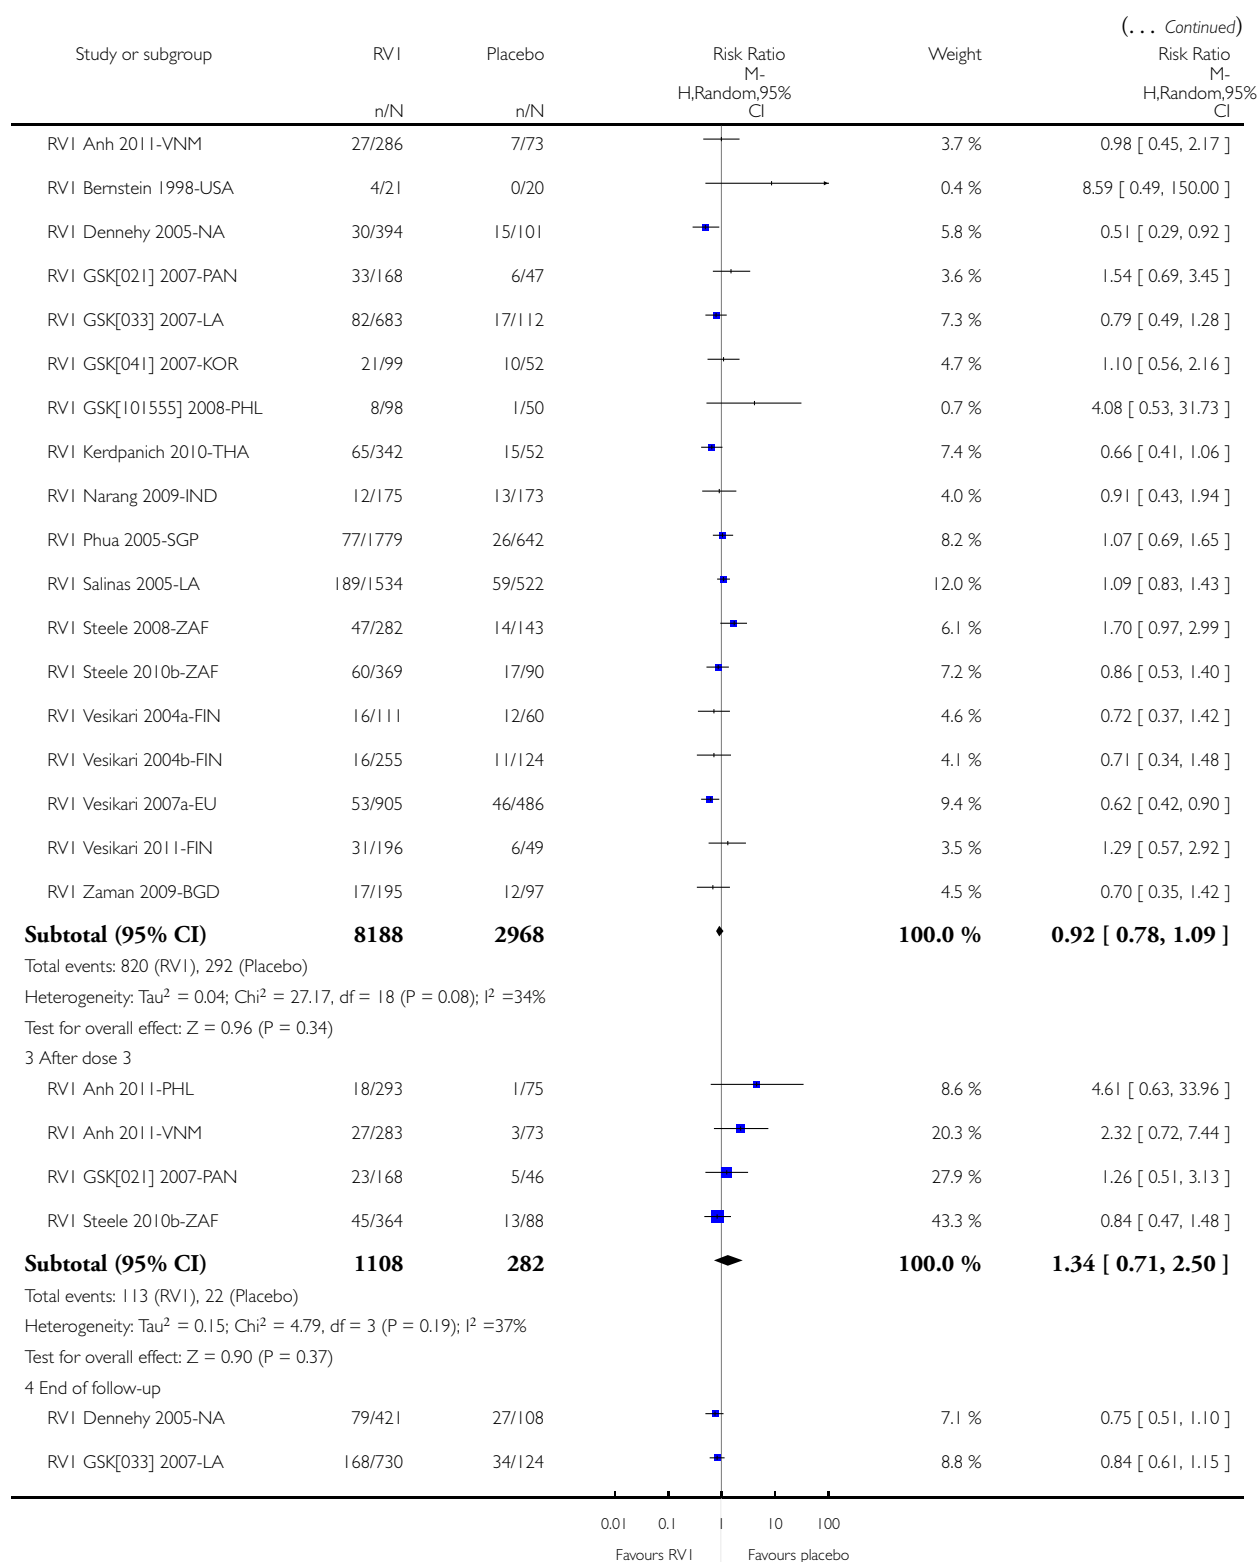 (... Continued)
Study or subgroup RV1 Placebo Risk Ratio Weight Risk Ratio
M- M-
H,Random,95% H,Random,95%
n/N n/N CI CI
RV1 Anh 2011-VNM 27/286 7/73 3.7 % 0.98 [ 0.45, 2.17 ]
RV1 Bernstein 1998-USA 4/21 0/20 0.4 % 8.59 [ 0.49, 150.00 ]
RV1 Dennehy 2005-NA 30/394 15/101 5.8 % 0.51 [ 0.29, 0.92 ]
RV1 GSK[021] 2007-PAN 33/168 6/47 3.6 % 1.54 [ 0.69, 3.45 ]
RV1 GSK[033] 2007-LA 82/683 17/112 7.3 % 0.79 [ 0.49, 1.28 ]
RV1 GSK[041] 2007-KOR 21/99 10/52 4.7 % 1.10 [ 0.56, 2.16 ]
RV1 GSK[101555] 2008-PHL 8/98 1/50 0.7 % 4.08 [ 0.53, 31.73 ]
RV1 Kerdpanich 2010-THA 65/342 15/52 7.4 % 0.66 [ 0.41, 1.06 ]
RV1 Narang 2009-IND 12/175 13/173 4.0 % 0.91 [ 0.43, 1.94 ]
RV1 Phua 2005-SGP 77/1779 26/642 8.2 % 1.07 [ 0.69, 1.65 ]
RV1 Salinas 2005-LA 189/1534 59/522 12.0 % 1.09 [ 0.83, 1.43 ]
RV1 Steele 2008-ZAF 47/282 14/143 6.1 % 1.70 [ 0.97, 2.99 ]
RV1 Steele 2010b-ZAF 60/369 17/90 7.2 % 0.86 [ 0.53, 1.40 ]
RV1 Vesikari 2004a-FIN 16/111 12/60 4.6 % 0.72 [ 0.37, 1.42 ]
RV1 Vesikari 2004b-FIN 16/255 11/124 4.1 % 0.71 [ 0.34, 1.48 ]
RV1 Vesikari 2007a-EU 53/905 46/486 9.4 % 0.62 [ 0.42, 0.90 ]
RV1 Vesikari 2011-FIN 31/196 6/49 3.5 % 1.29 [ 0.57, 2.92 ]
RV1 Zaman 2009-BGD 17/195 12/97 4.5 % 0.70 [ 0.35, 1.42 ]
Subtotal (95% CI) 8188 2968 100.0 % 0.92 [ 0.78, 1.09 ]
Total events: 820 (RV1), 292 (Placebo)
Heterogeneity: Tau² = 0.04; Chi² = 27.17, df = 18 (P = 0.08); I² =34%
Test for overall effect: Z = 0.96 (P = 0.34)
3 After dose 3
RV1 Anh 2011-PHL 18/293 1/75 8.6 % 4.61 [ 0.63, 33.96 ]
RV1 Anh 2011-VNM 27/283 3/73 20.3 % 2.32 [ 0.72, 7.44 ]
RV1 GSK[021] 2007-PAN 23/168 5/46 27.9 % 1.26 [ 0.51, 3.13 ]
RV1 Steele 2010b-ZAF 45/364 13/88 43.3 % 0.84 [ 0.47, 1.48 ]
Subtotal (95% CI) 1108 282 100.0 % 1.34 [ 0.71, 2.50 ]
Total events: 113 (RV1), 22 (Placebo)
Heterogeneity: Tau² = 0.15; Chi² = 4.79, df = 3 (P = 0.19); I² =37%
Test for overall effect: Z = 0.90 (P = 0.37)
4 End of follow-up
RV1 Dennehy 2005-NA 79/421 27/108 7.1 % 0.75 [ 0.51, 1.10 ]
RV1 GSK[033] 2007-LA 168/730 34/124 8.8 % 0.84 [ 0.61, 1.15 ]
0.01 0.1 1 10 100
Favours RV1 Favours placebo